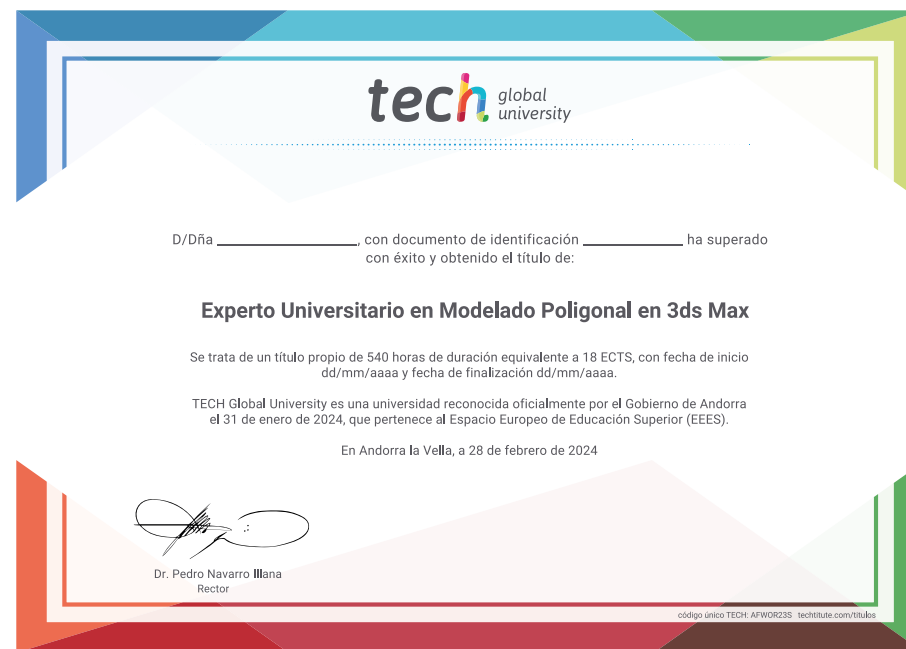 tech global university
D/Dña ____________________, con documento de identificación ______________ ha superado
con éxito y obtenido el título de:
Experto Universitario en Modelado Poligonal en 3ds Max
Se trata de un título propio de 540 horas de duración equivalente a 18 ECTS, con fecha de inicio
dd/mm/aaaa y fecha de finalización dd/mm/aaaa.
TECH Global University es una universidad reconocida oficialmente por el Gobierno de Andorra
el 31 de enero de 2024, que pertenece al Espacio Europeo de Educación Superior (EEES).
En Andorra la Vella, a 28 de febrero de 2024
Dr. Pedro Navarro Illana
Rector
código único TECH: AFWOR23S techtitute.com/titulos